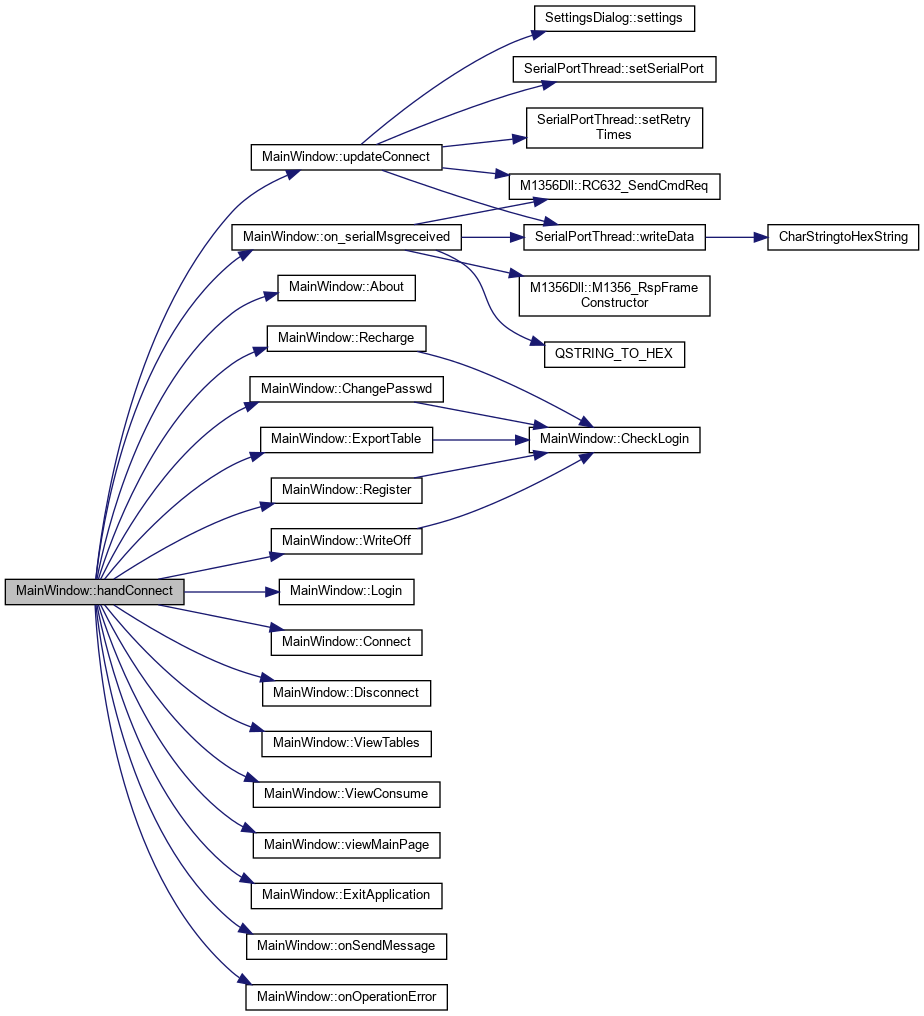 SettingsDialog::settings
SerialPortThread::setSerialPort
SerialPortThread::setRetry
Times
MainWindow::updateConnect
M1356Dll::RC632_SendCmdReq
MainWindow::on_serialMsgreceived
SerialPortThread::writeData
CharStringtoHexString
MainWindow::About
M1356Dll::M1356_RspFrame
Constructor
MainWindow::Recharge
QSTRING_TO_HEX
MainWindow::ChangePasswd
MainWindow::ExportTable
MainWindow::CheckLogin
MainWindow::Register
MainWindow::WriteOff
MainWindow::handConnect
MainWindow::Login
MainWindow::Connect
MainWindow::Disconnect
MainWindow::ViewTables
MainWindow::ViewConsume
MainWindow::viewMainPage
MainWindow::ExitApplication
MainWindow::onSendMessage
MainWindow::onOperationError